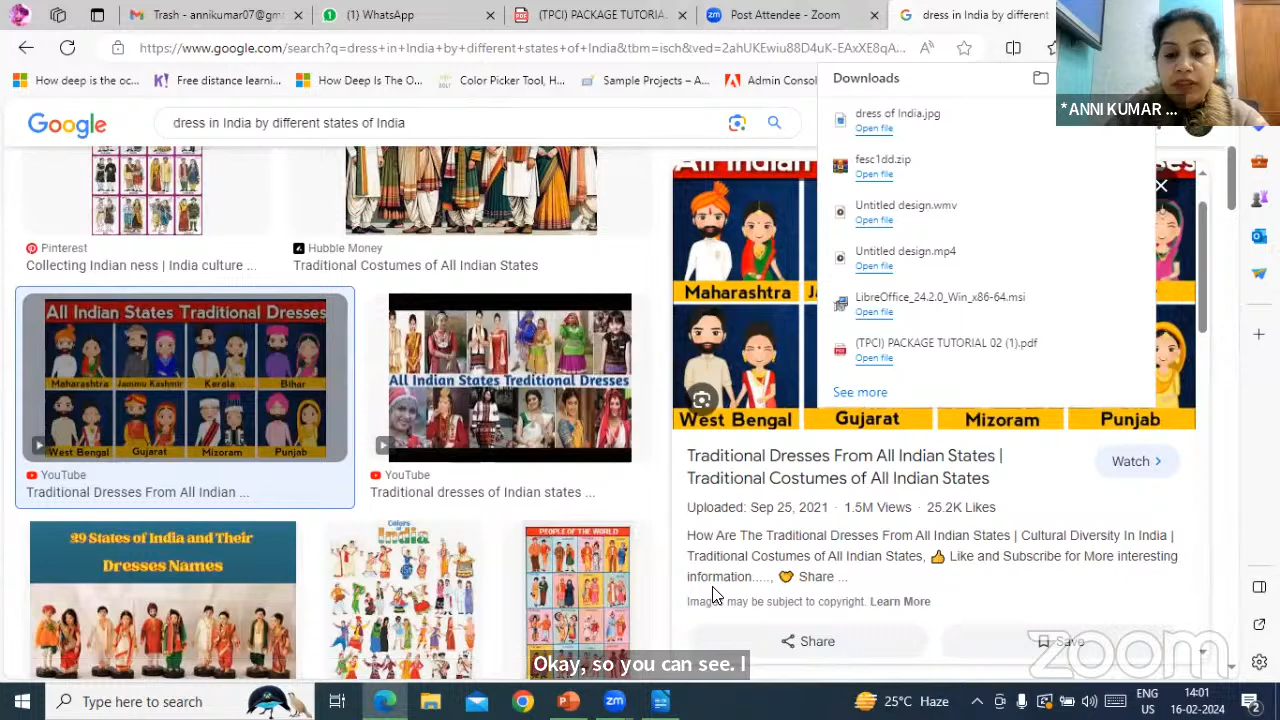 Trash - annikumar07@gm
(1) WhatsApp
(TPCI) PACKAGE TUTORIA
Post Attendee - Zoom
dress in India by different
https://www.google.com/search?q=dress+in+India+by+different+states+of+India&tbm=isch&ved=2ahUKEwiu88D4uK-EAxXE8qA...
How deep is the oc...
Free distance learni...
How Deep Is The O...
Color Picker Tool, H...
Sample Projects – A...
Admin Consol
Downloads
*ANNI KUMAR ...
Google
dress in India by different states of India
dress of India.jpg
Open file
fesc1dd.zip
Open file
Untitled design.wmv
Open file
Untitled design.mp4
Open file
LibreOffice_24.2.0_Win_x86-64.msi
Open file
(TPCI) PACKAGE TUTORIAL 02 (1).pdf
Open file
See more
Pinterest
Collecting Indian ness I India culture ...
Hubble Money
Traditional Costumes of All Indian States
All Indian States Traditional Dresses
Maharashtra
Jammu Kashmir
Kerala
Bihar
West Bengal
Gujarat
Mizoram
Punjab
YouTube
Traditional Dresses From All Indian ...
All Indian States Treditional Dresses
YouTube
Traditional dresses of Indian states ...
29 States of India and Their
Dresses Names
Colors of
India
PEOPLE OF THE WORLD
Maharashtra
West Bengal
Gujarat
Mizoram
Punjab
Traditional Dresses From All Indian States |
Traditional Costumes of All Indian States
Watch
Uploaded: Sep 25, 2021 · 1.5M Views · 25.2K Likes
How Are The Traditional Dresses From All Indian States | Cultural Diversity In India |
Traditional Costumes of All Indian States, 👍 Like and Subscribe for More interesting
information....., 🤝 Share ...
Images may be subject to copyright. Learn More
Share
Save
zoom
Okay, so you can see. I
Type here to search
25°C Haze
ENG
US
14:01
16-02-2024
2